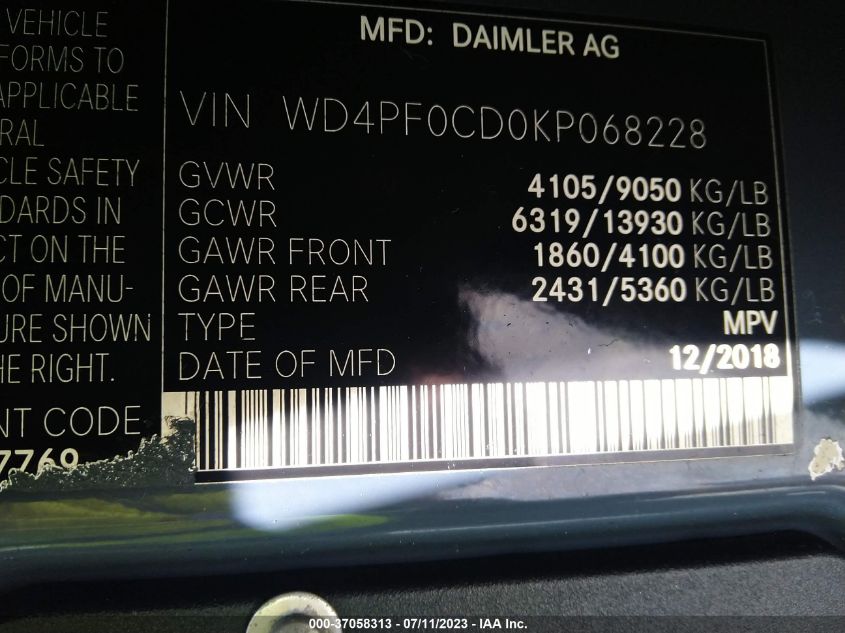 VEHICLE
FORMS TO
APPLICABLE
RAL
CLE SAFETY
NDARDS IN
CT ON THE
OF MANU-
URE SHOWN
HE RIGHT.
NT CODE
7769
MFD: DAIMLER AG
VIN WD4PF0CD0KP068228
GVWR 4105/9050 KG/LB
GCWR 6319/13930 KG/LB
GAWR FRONT 1860/4100 KG/LB
GAWR REAR 2431/5360 KG/LB
TYPE MPV
DATE OF MFD 12/2018
000-37058313 - 07/11/2023 - IAA Inc.